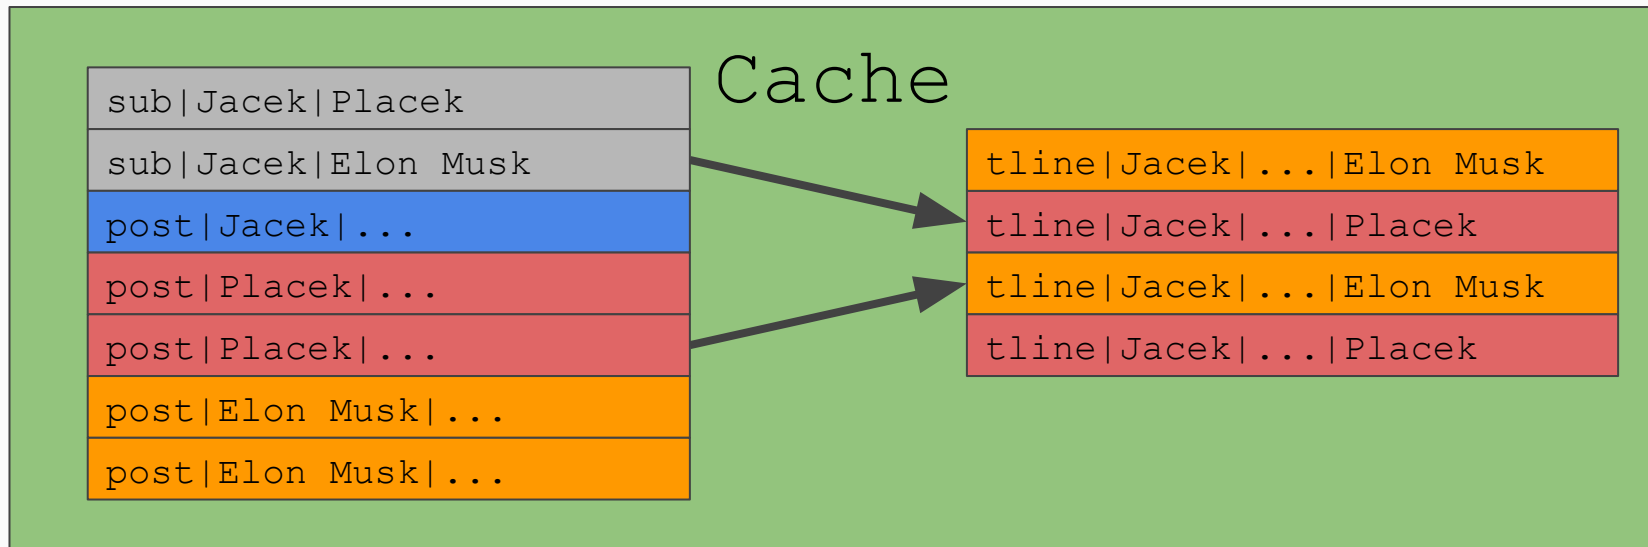 Cache
sub|Jacek|Placek
sub|Jacek|Elon Musk
post|Jacek|...
post|Placek|...
post|Placek|...
post|Elon Musk|...
post|Elon Musk|...
tline|Jacek|...|Elon Musk
tline|Jacek|...|Placek
tline|Jacek|...|Elon Musk
tline|Jacek|...|Placek